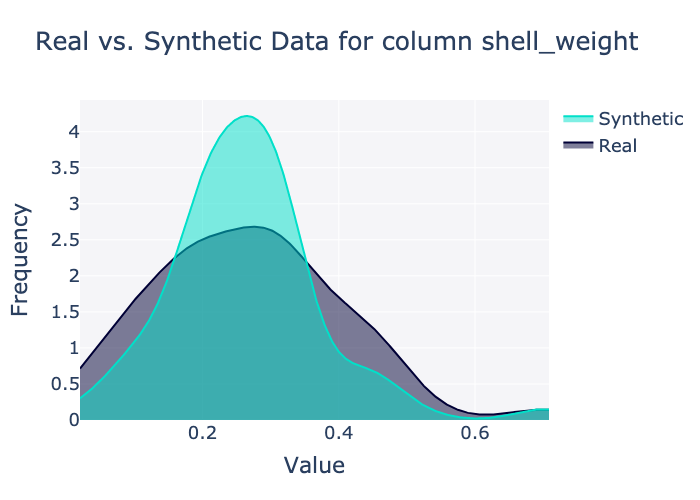 Real vs. Synthetic Data for column shell_weight
Synthetic
Real
Frequency
4
3.5
3
2.5
2
1.5
1
0.5
0
0.2
0.4
0.6
Value